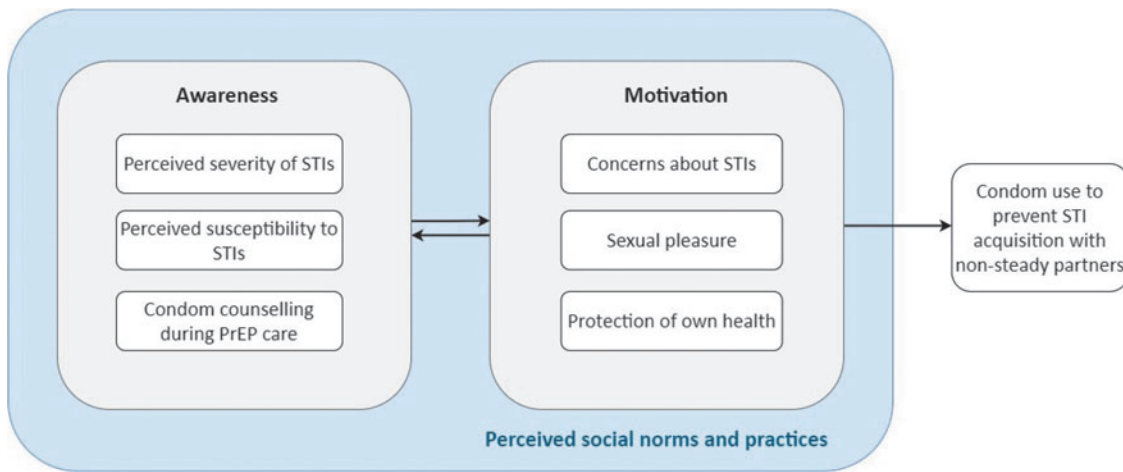 Awareness
Perceived severity of STIs
Perceived susceptibility to
STIs
Condom counselling
during PrEP care
Motivation
Concerns about STIs
Sexual pleasure
Protection of own health
Condom use to
prevent STI
acquisition with
non-steady partners
Perceived social norms and practices